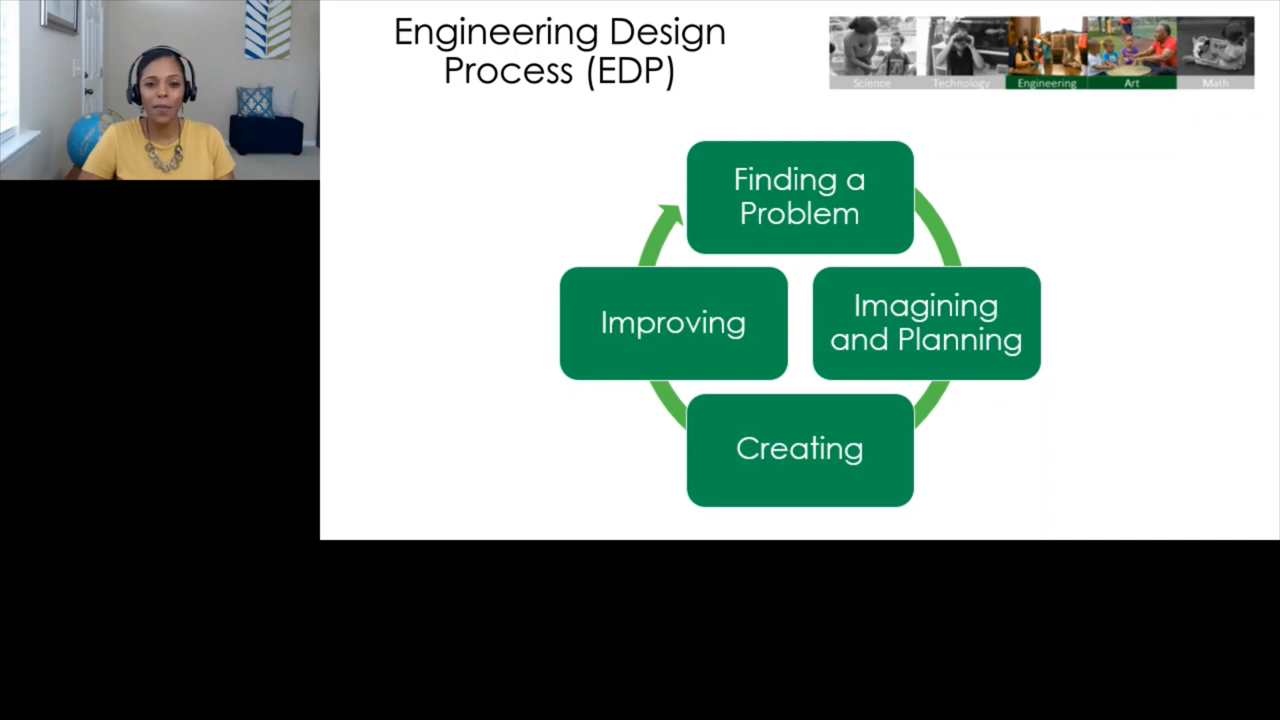 Engineering Design
Process (EDP)
Science Technology Engineering Art Math
Finding a
Problem
Improving
Imagining
and Planning
Creating